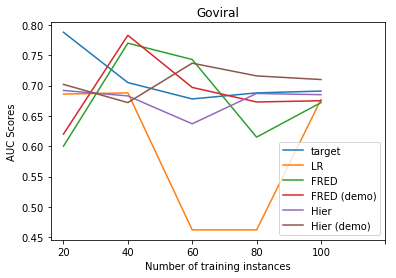 Goviral
0.80
0.75
0.70
0.65
0.60
0.55
0.50
0.45
AUC Scores
target
LR
FRED
FRED (demo)
Hier
Hier (demo)
20 40 60 80 100
Number of training instances